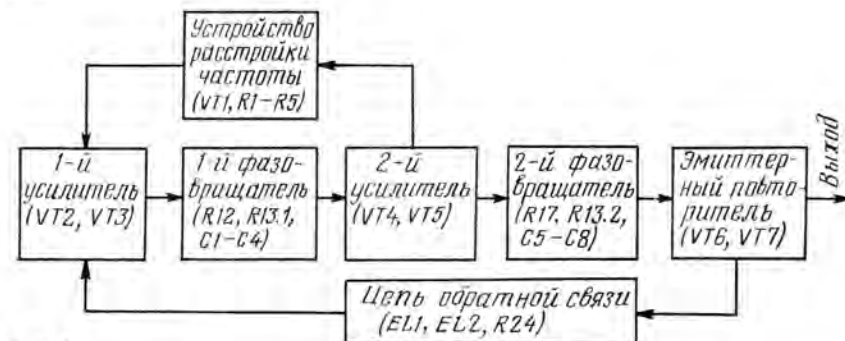 Устройство
расстройки
частоты
(VT1, R1–R5)
1-й
усилитель
(VT2, VT3)
1-й фазо-
вращатель
(R12, R13.1,
C1–C4)
2-й
усилитель
(VT4, VT5)
2-й фазо-
вращатель
(R17, R13.2,
C5–C8)
Эмиттер-
ный повто-
ритель
(VT6, VT7)
Выход
Цепь обратной связи
(EL1, EL2, R24)